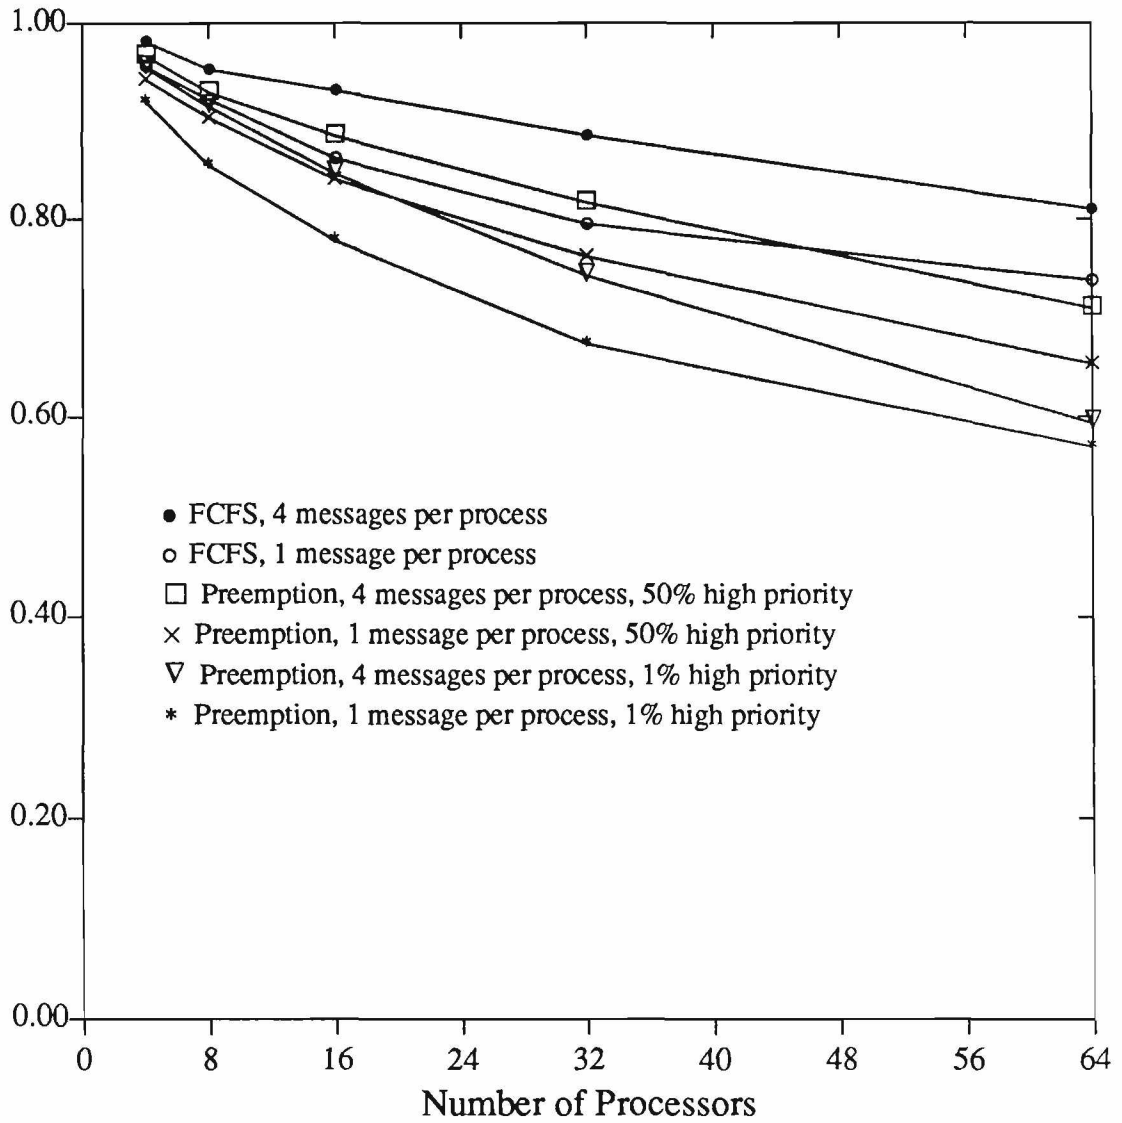 1.00
0.80
0.60
FCFS, 4 messages per process
FCFS, 1 message per process
Preemption, 4 messages per process, 50% high priority
0.40
Preemption, 1 message per process, 50% high priority
Preemption, 4 messages per process, 1% high priority
Preemption, 1 message per process, 1% high priority
0.20
0.00
0 8 16 24 32 40 48 56 64
Number of Processors